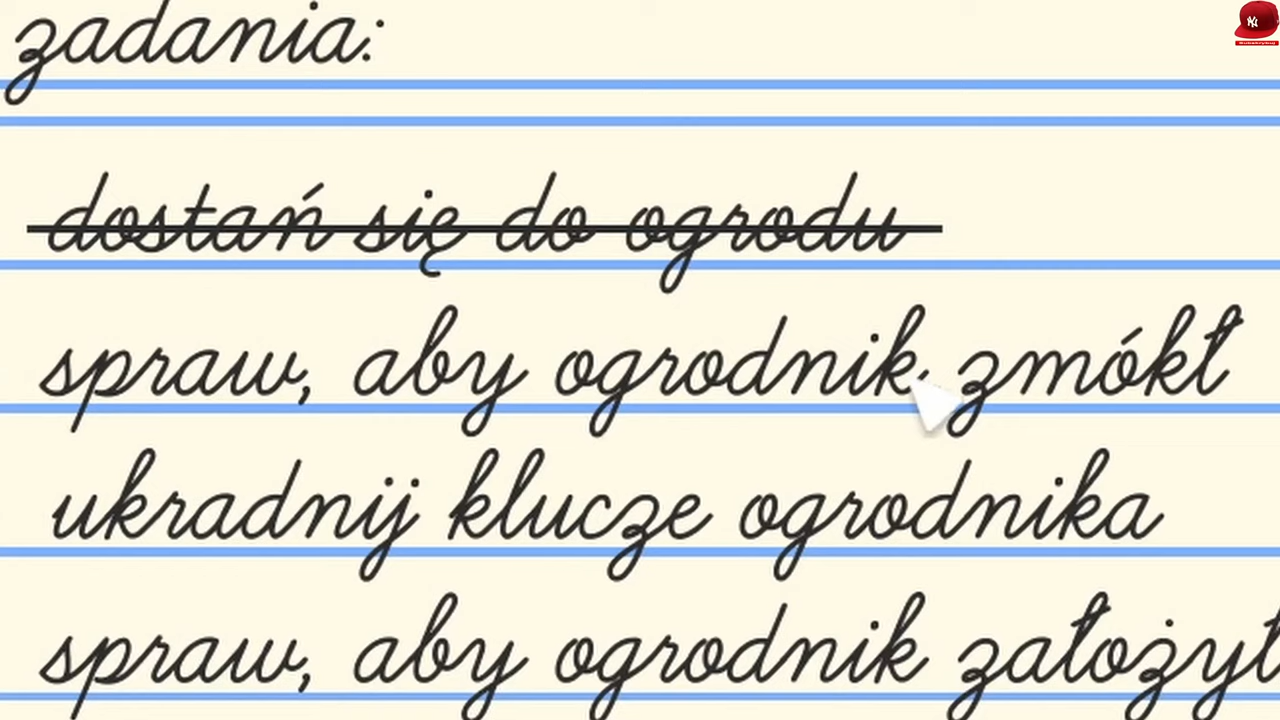 zadania:
dostań się do ogrodu
spraw, aby ogrodnik zmókł
ukradnij klucze ogrodnika
spraw, aby ogrodnik założył